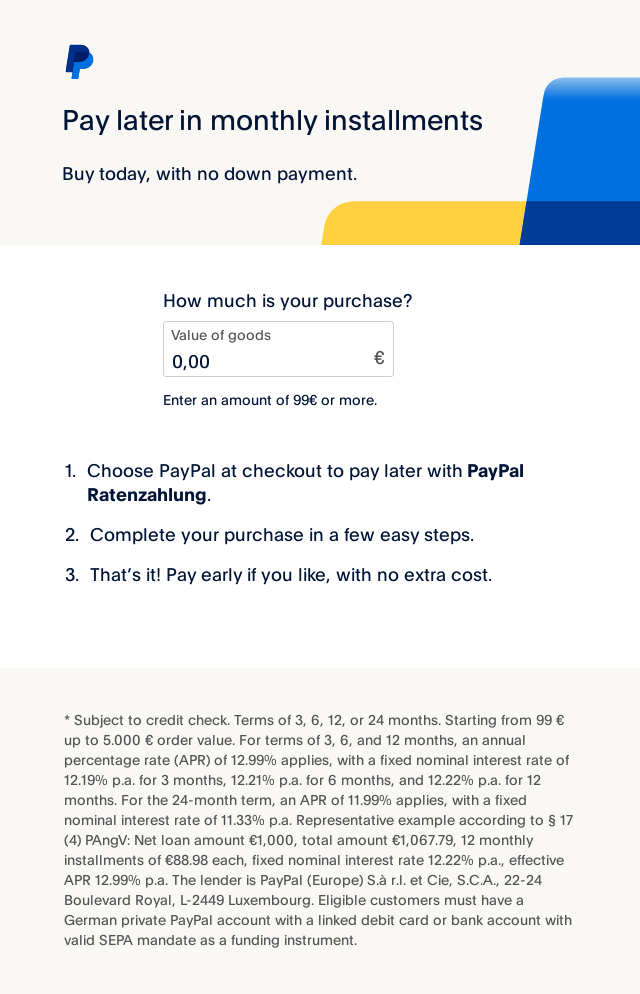 Pay later in monthly installments
Buy today, with no down payment.
How much is your purchase?
Value of goods
0,00 €
Enter an amount of 99€ or more.
1. Choose PayPal at checkout to pay later with PayPal
Ratenzahlung.
2. Complete your purchase in a few easy steps.
3. That’s it! Pay early if you like, with no extra cost.
* Subject to credit check. Terms of 3, 6, 12, or 24 months. Starting from 99 €
up to 5.000 € order value. For terms of 3, 6, and 12 months, an annual
percentage rate (APR) of 12.99% applies, with a fixed nominal interest rate of
12.19% p.a. for 3 months, 12.21% p.a. for 6 months, and 12.22% p.a. for 12
months. For the 24-month term, an APR of 11.99% applies, with a fixed
nominal interest rate of 11.33% p.a. Representative example according to § 17
(4) PAngV: Net loan amount €1,000, total amount €1,067.79, 12 monthly
installments of €88.98 each, fixed nominal interest rate 12.22% p.a., effective
APR 12.99% p.a. The lender is PayPal (Europe) S.à r.l. et Cie, S.C.A., 22-24
Boulevard Royal, L-2449 Luxembourg. Eligible customers must have a
German private PayPal account with a linked debit card or bank account with
valid SEPA mandate as a funding instrument.